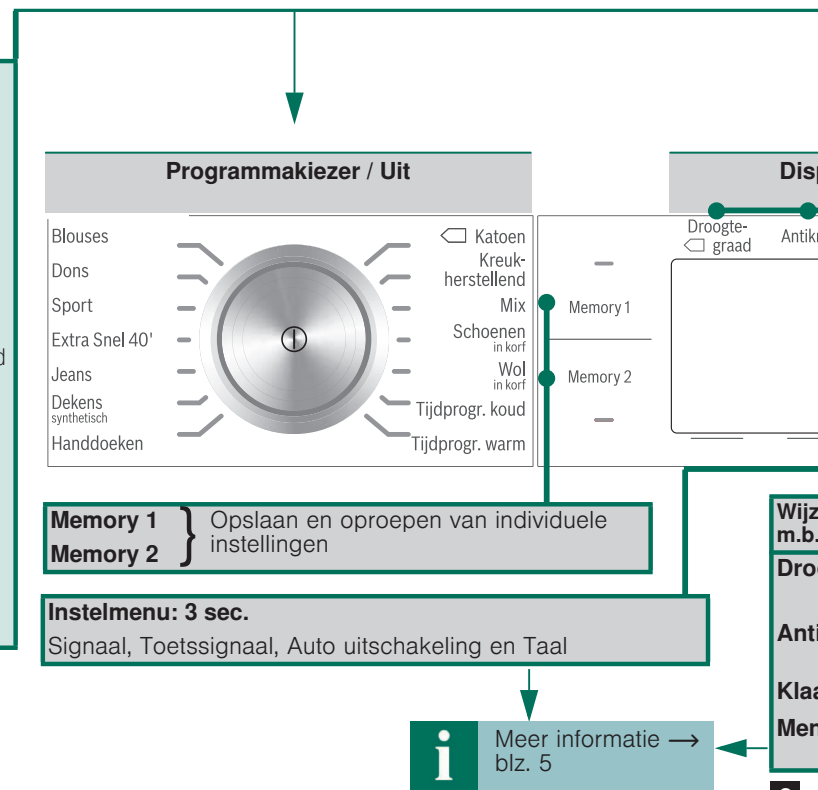 Programmakiezer / Uit
Blouses
Dons
Sport
Extra Snel 40'
Jeans
Dekens
synthetisch
Handdoeken
Katoen
Kreuk-
herstellend
Mix
Schoenen
in korf
Wol
in korf
Tijdprogr. koud
Tijdprogr. warm
Memory 1
Memory 2
Droogte-
graad
Memory 1
Memory 2
} Opslaan en oproepen van individuele
instellingen
Instelmenu: 3 sec.
Signaal, Toetssignaal, Auto uitschakeling en Taal
i
Meer informatie →
blz. 5
m.b.